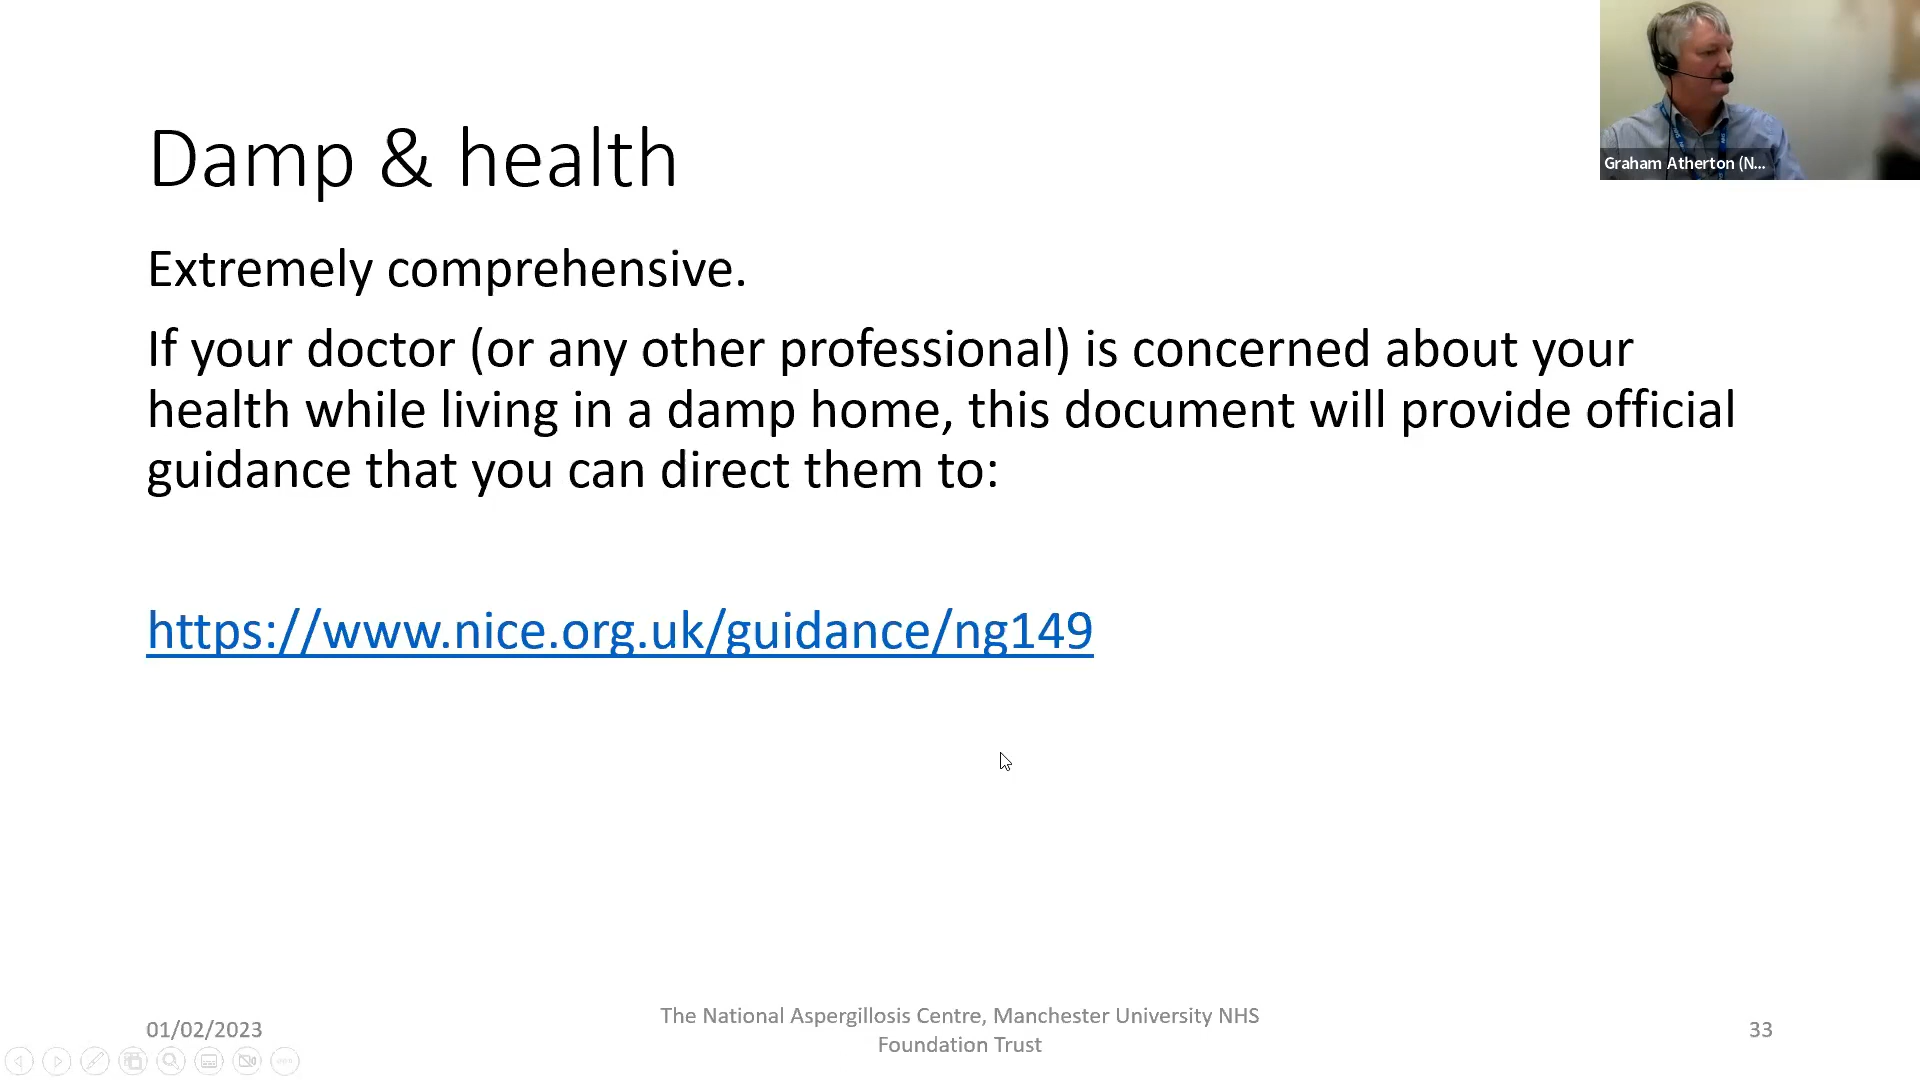 Graham Atherton (N...
Damp & health
Extremely comprehensive.
If your doctor (or any other professional) is concerned about your
health while living in a damp home, this document will provide official
guidance that you can direct them to:
https://www.nice.org.uk/guidance/ng149
01/02/2023
The National Aspergillosis Centre, Manchester University NHS
Foundation Trust
33